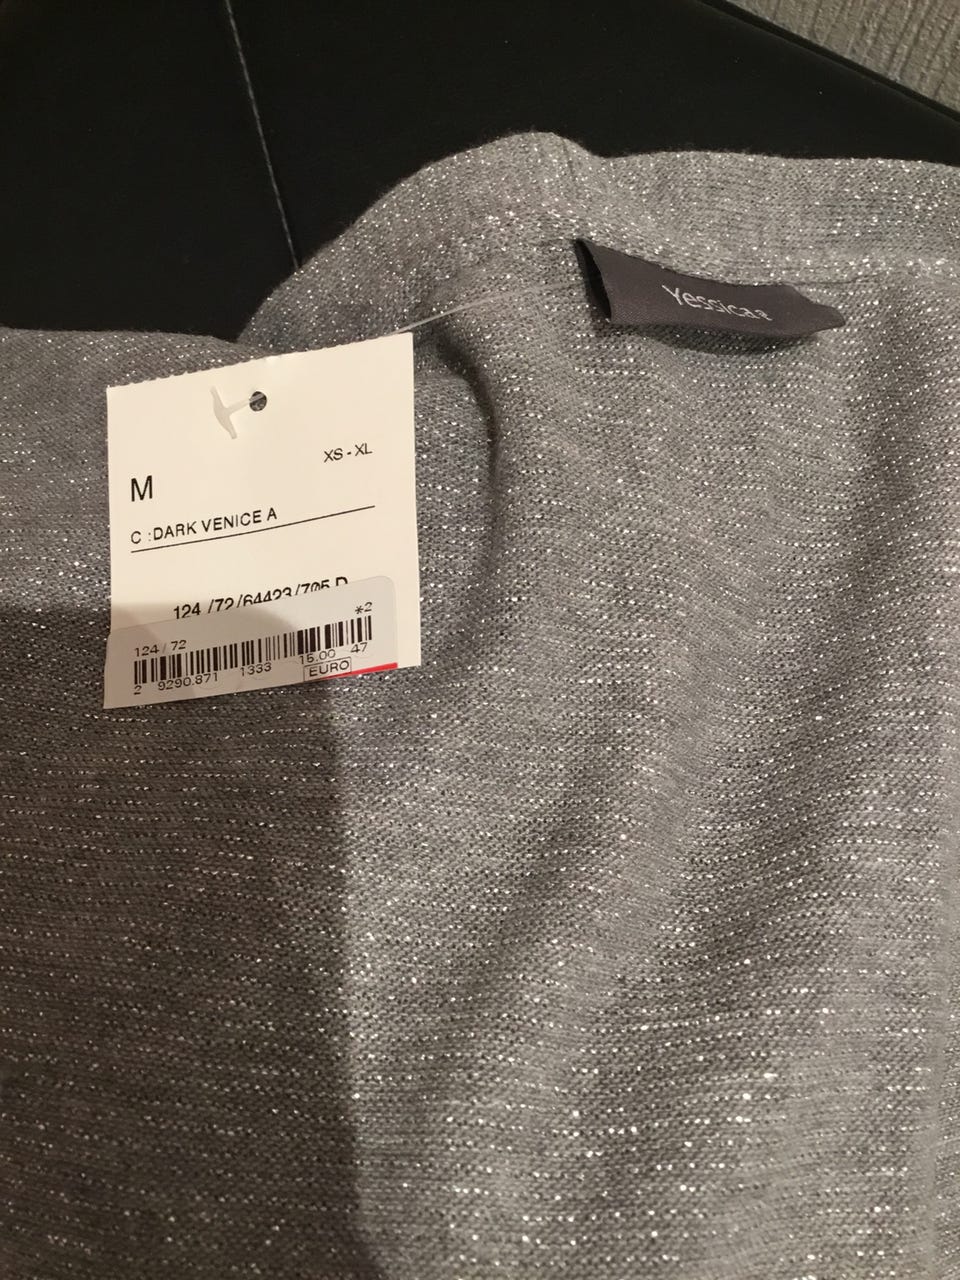 Yessica®
XS - XL
M
C :DARK VENICE A
124 /72/64423/705 D
*2
124 / 72
15.00 47
2 9290.871 1333
EURO